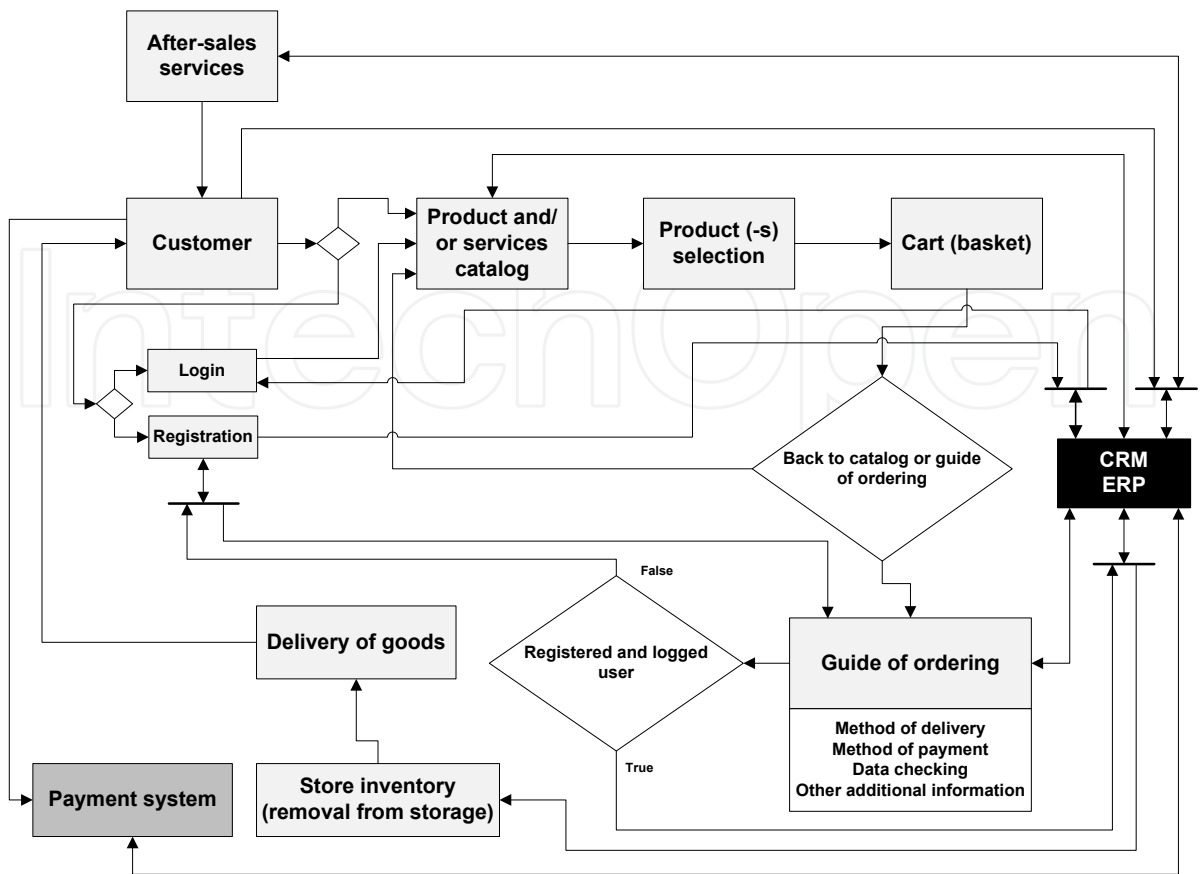 After-sales
services
Customer
Product and/
or services
catalog
Product (-s)
selection
Cart (basket)
IntechOpen
Login
Registration
Back to catalog or guide
of ordering
CRM
ERP
False
Delivery of goods
Registered and logged
user
Guide of ordering
Method of delivery
Method of payment
Data checking
Other additional information
True
Payment system
Store inventory
(removal from storage)